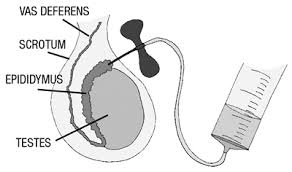 VAS DEFERENS
SCROTUM
EPIDIDYMUS
TESTES